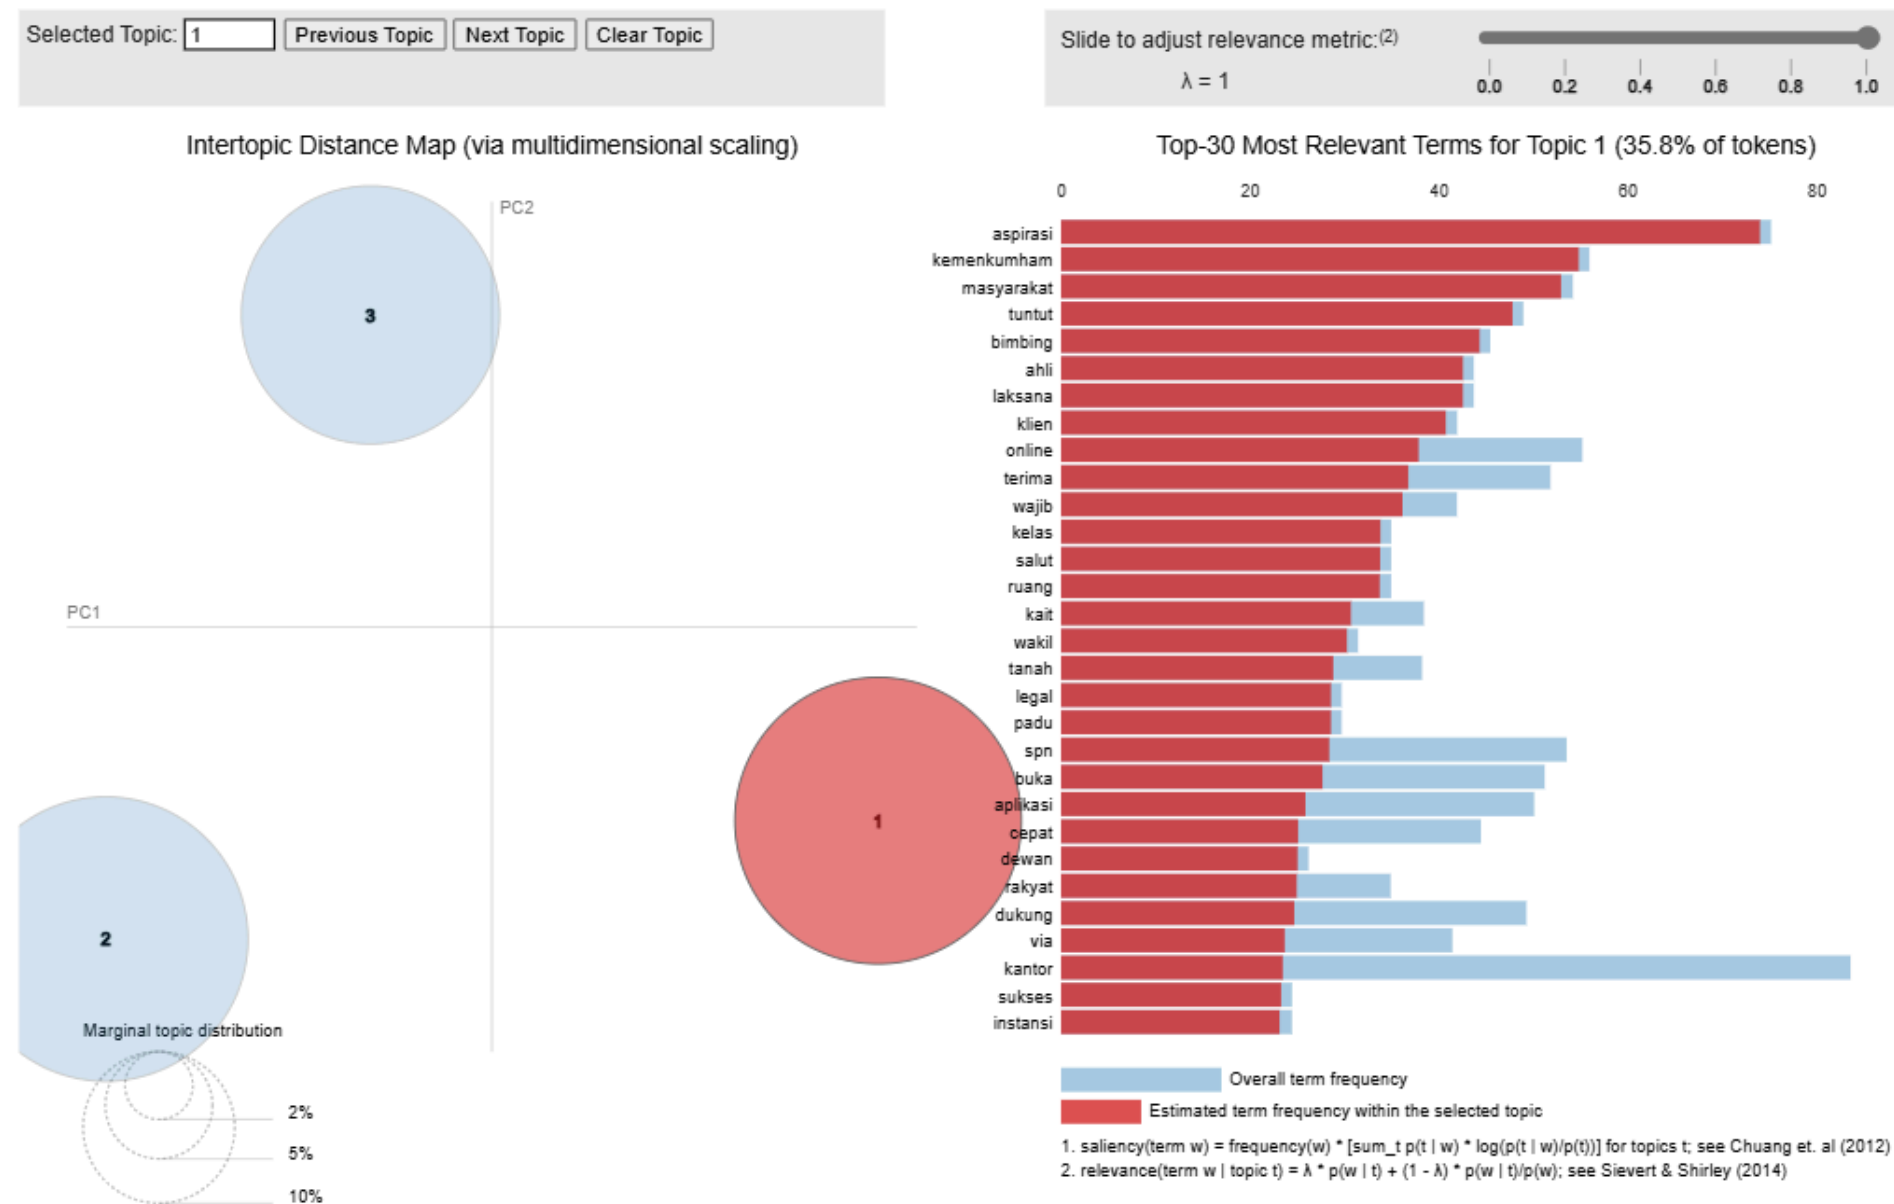 Selected Topic: 1 Previous Topic Next Topic Clear Topic
Slide to adjust relevance metric:(2)
λ = 1
0.0 0.2 0.4 0.6 0.8 1.0
Intertopic Distance Map (via multidimensional scaling)
PC2
PC1
3
1
2
Marginal topic distribution
2%
5%
10%
Top-30 Most Relevant Terms for Topic 1 (35.8% of tokens)
0 20 40 60 80
aspirasi
kemenkumham
masyarakat
tuntut
bimbing
ahli
laksana
klien
online
terima
wajib
kelas
salut
ruang
kait
wakil
tanah
legal
padu
spn
buka
aplikasi
cepat
dewan
rakyat
dukung
via
kantor
sukses
instansi
Overall term frequency
Estimated term frequency within the selected topic
1. saliency(term w) = frequency(w) * [sum_t p(t | w) * log(p(t | w)/p(t))] for topics t; see Chuang et. al (2012)
2. relevance(term w | topic t) = λ * p(w | t) + (1 - λ) * p(w | t)/p(w); see Sievert & Shirley (2014)